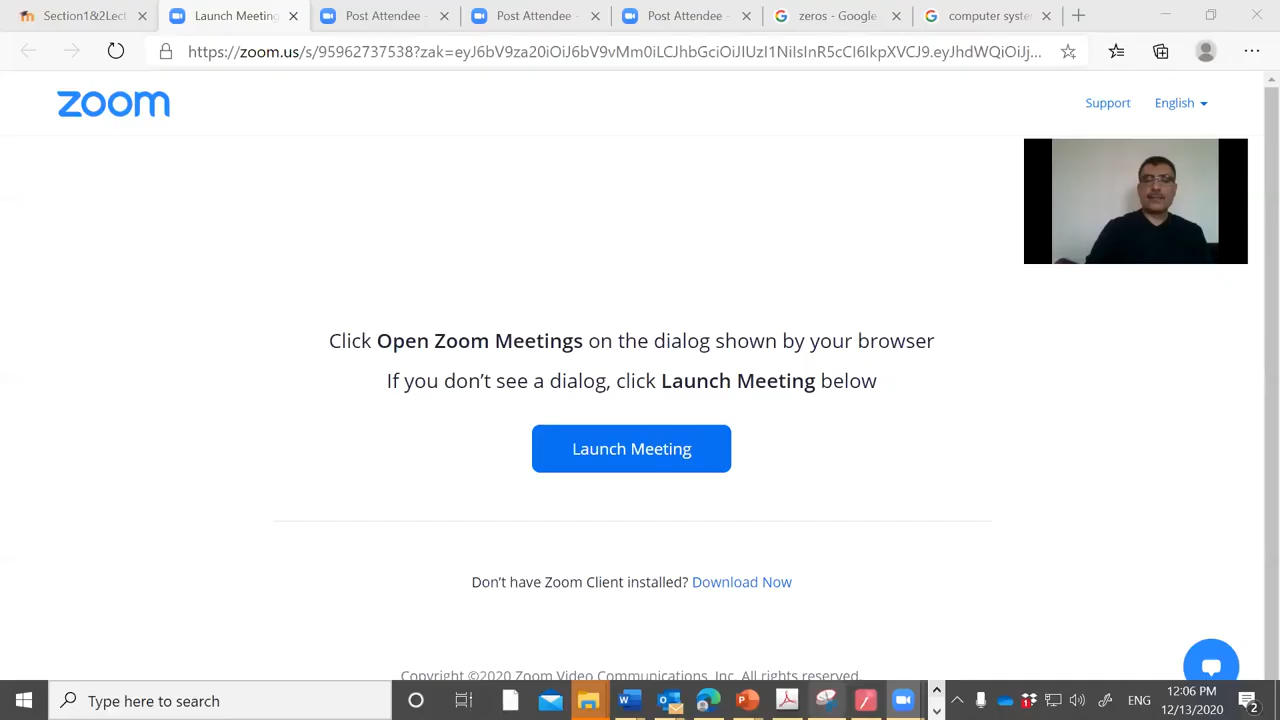 Section1&2Lect
Launch Meeting
Post Attendee -
Post Attendee -
Post Attendee -
zeros - Google
computer syste
https://zoom.us/s/95962737538?zak=eyJ6bV9za20iOiJ6bV9vMm0iLCJhbGciOiJIUzI1NiIsInR5cCI6IkpXVCJ9.eyJhdWQiOiJj...
zoom
Support
English
Click Open Zoom Meetings on the dialog shown by your browser
If you don't see a dialog, click Launch Meeting below
Launch Meeting
Don't have Zoom Client installed? Download Now
Copyright ©2020 Zoom Video Communications, Inc. All rights reserved.
Type here to search
ENG
12:06 PM
12/13/2020
2